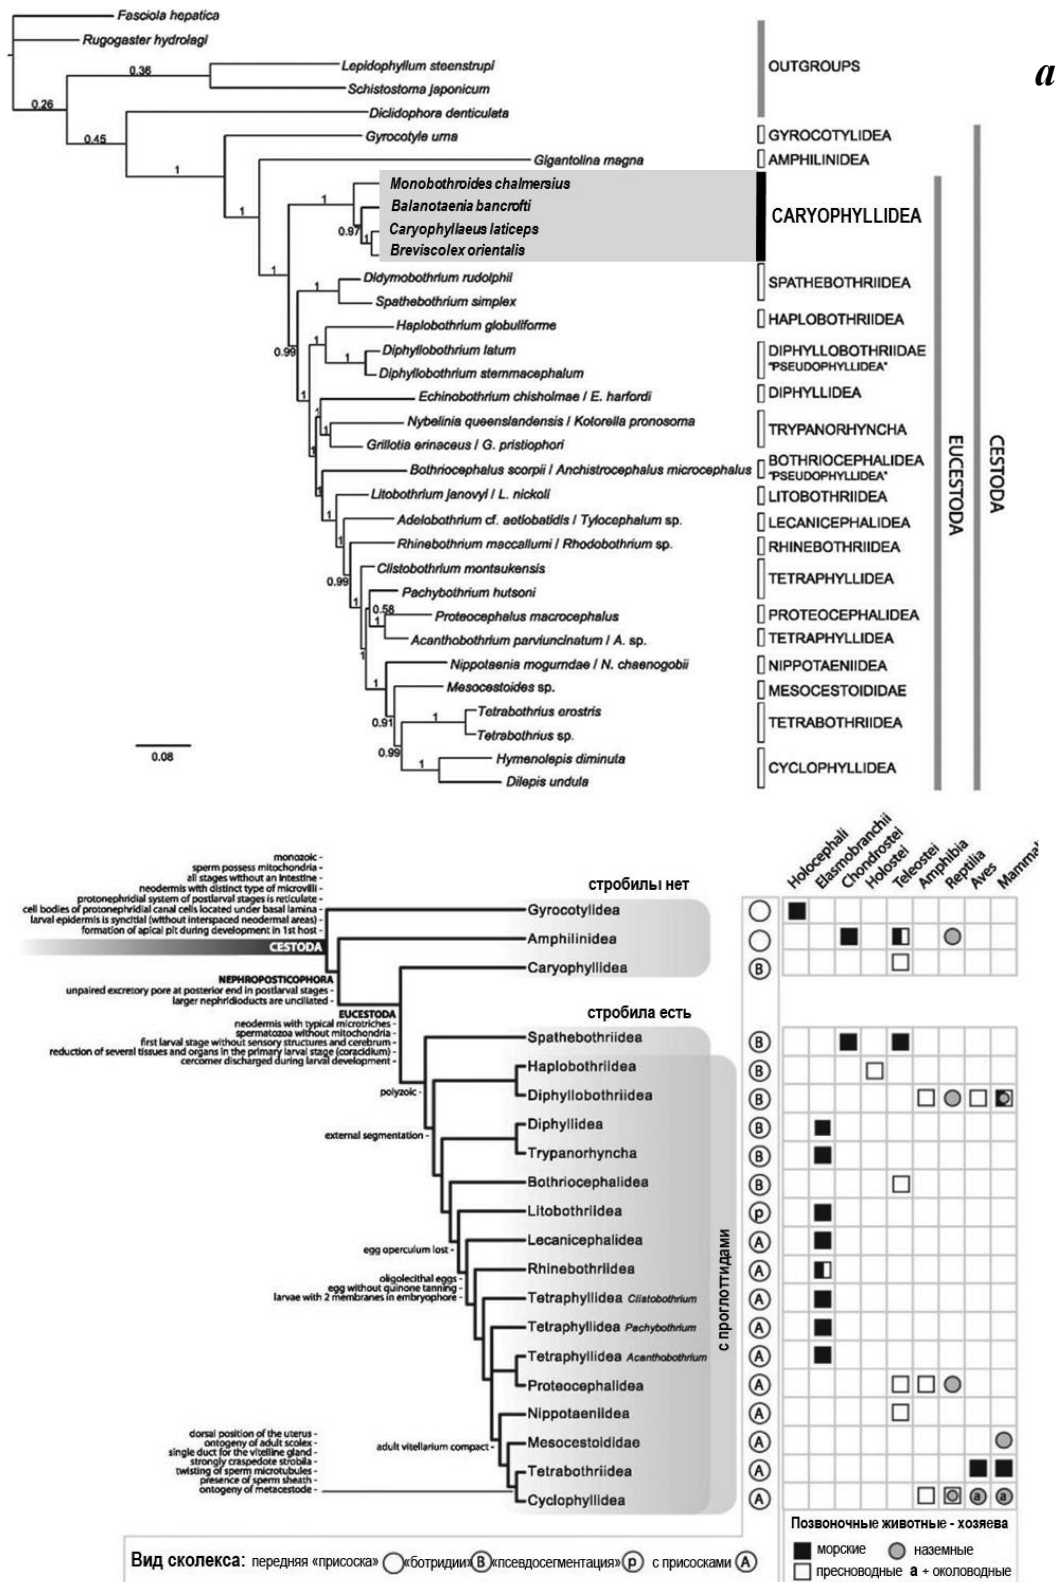 a
Fasciola hepatica
Rugogaster hydrolagi
Lepidophyllum steenstrupi
0.36
OUTGROUPS
Schistostoma japonicum
0.26
Diclidophora denticulata
0.45
Gyrocotyle urna
GYROCOTYLIDEA
Gigantolina magna
AMPHILINIDEA
1
Monobothroides chalmersius
1
Balanotaenia bancrofti
1
CARYOPHYLLIDEA
Caryophyllaeus laticeps
0.97
1
Breviscolex orientalis
1
Didymobothrium rudolphii
SPATHEBOTHRIIDEA
1
Spathebothrium simplex
Haplobothrium globuliforme
HAPLOBOTHRIIDEA
1
0.99
Diphyllobothrium latum
DIPHYLLOBOTHRIIDAE
"PSEUDOPHYLLIDEA"
1
Diphyllobothrium stemmacephalum
Echinobothrium chisholmae / E. harfordi
DIPHYLLIDEA
1
1
Nybelinia queenslandensis / Kotorella pronosoma
TRYPANORHYNCHA
1
Grillotia erinaceus / G. pristiophori
1
Bothriocephalus scorpii / Anchistrocephalus microcephalus
BOTHRIOCEPHALIDEA
"PSEUDOPHYLLIDEA"
1
Litobothrium janovyi / L. nickoli
LITOBOTHRIIDEA
1
Adelobothrium cf. aetiobatidis / Tylocephalum sp.
LECANICEPHALIDEA
1
Rhinebothrium maccallumi / Rhodobothrium sp.
RHINEBOTHRIIDEA
0.99
Clistobothrium montaukensis
TETRAPHYLLIDEA
Pachybothrium hutsoni
1
0.58
Proteocephalus macrocephalus
PROTEOCEPHALIDEA
1
Acanthobothrium parviuncinatum / A. sp.
TETRAPHYLLIDEA
1
Nippotaenia mogurndae / N. chaenogobii
NIPPOTAENIIDEA
1
Mesocestoides sp.
MESOCESTOIDIDAE
0.91
Tetrabothrius erostris
1
TETRABOTHRIIDEA
Tetrabothrius sp.
0.99
Hymenolepis diminuta
1
CYCLOPHYLLIDEA
Dilepis undula
0.08
EUCESTODA
CESTODA
Holocephali
Elasmobranchii
Chondrostei
Holostei
Teleostei
Amphibia
Reptilia
Aves
Mammali
monozoic -
sperm possess mitochondria -
all stages without an intestine -
neodermis with distinct type of microvilli -
protonephridial system of postlarval stages is reticulate -
cell bodies of protonephridial canal cells located under basal lamina -
larval epidermis is syncitial (without interspaced neodermal areas) -
formation of apical pit during development in 1st host -
CESTODA
стробилы нет
Gyrocotylidea
Amphilinidea
Caryophyllidea B
NEPHROPOSTICOPHORA
unpaired excretory pore at posterior end in postlarval stages -
larger nephridioducts are unciliated -
EUCESTODA
neodermis with typical microtriches -
spermatozoa without mitochondria -
first larval stage without sensory structures and cerebrum -
reduction of several tissues and organs in the primary larval stage (coracidium) -
cercomer discharged during larval development -
polyzoic -
external segmentation -
egg operculum lost -
oligolecithal eggs -
egg without quinone tanning -
larvae with 2 membranes in embryophore -
adult vitellarium compact -
dorsal position of the uterus -
ontogeny of adult scolex -
single duct for the vitelline gland -
strongly craspedote strobila -
twisting of sperm microtubules -
presence of sperm sheath -
ontogeny of metacestode -
стробила есть
Spathebothriidea B
Haplobothriidea B
Diphyllobothriidea B
Diphyllidea B
Trypanorhyncha B
Bothriocephalidea B
Litobothriidea p
Lecanicephalidea A
Rhinebothriidea A
Tetraphyllidea Clistobothrium A
Tetraphyllidea Pachybothrium A
Tetraphyllidea Acanthobothrium A
Proteocephalidea A
Nippotaeniidea A
Mesocestoididae A
Tetrabothriidea A
Cyclophyllidea A a a
с проглоттидами
Вид сколекса: передняя «присоска» «ботридии» B «псевдосегментация» p с присосками A
Позвоночные животные - хозяева
морские наземные
пресноводные a + околоводные